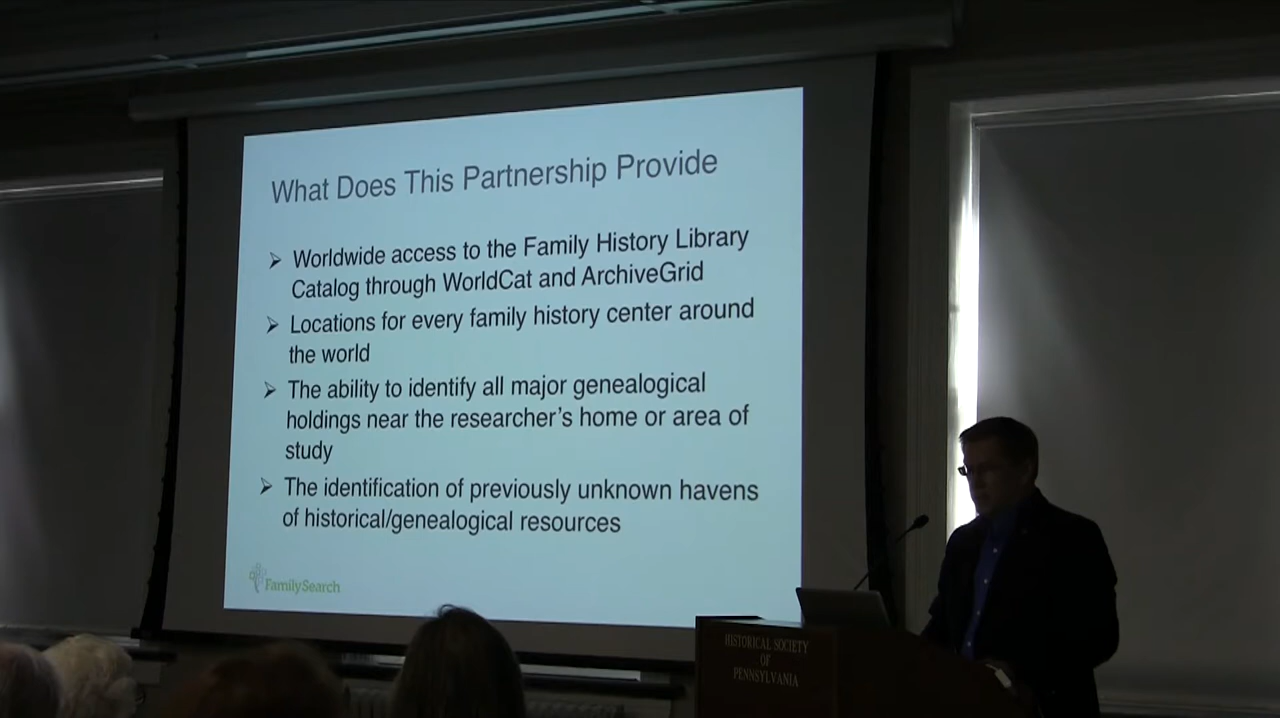 What Does This Partnership Provide
➢ Worldwide access to the Family History Library
Catalog through WorldCat and ArchiveGrid
➢ Locations for every family history center around
the world
➢ The ability to identify all major genealogical
holdings near the researcher's home or area of
study
➢ The identification of previously unknown havens
of historical/genealogical resources
FamilySearch
HISTORICAL SOCIETY
OF
PENNSYLVANIA